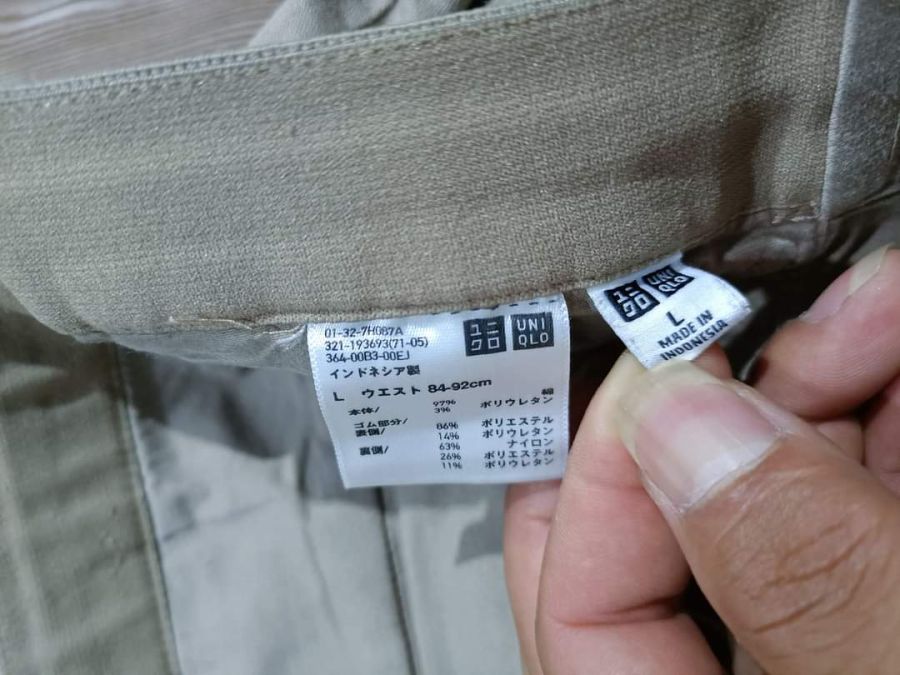 01-32-7H087A
321-193693(71-05)
364-00B3-00EJ
インドネシア製
ユニ
クロ
UNI
QLO
L ウエスト 84-92cm
本体/ 97% 綿
3% ポリウレタン
ゴム部分/
裏側/ 86% ポリエステル
14% ポリウレタン
裏側/ 63% ナイロン
26% ポリエステル
11% ポリウレタン
ユニ
クロ
UNI
QLO
L
MADE IN
INDONESIA